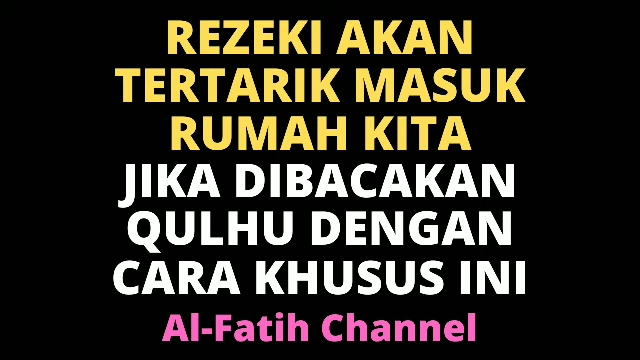 REZEKI AKAN
TERTARIK MASUK
RUMAH KITA
JIKA DIBACAKAN
QULHU DENGAN
CARA KHUSUS INI
Al-Fatih Channel